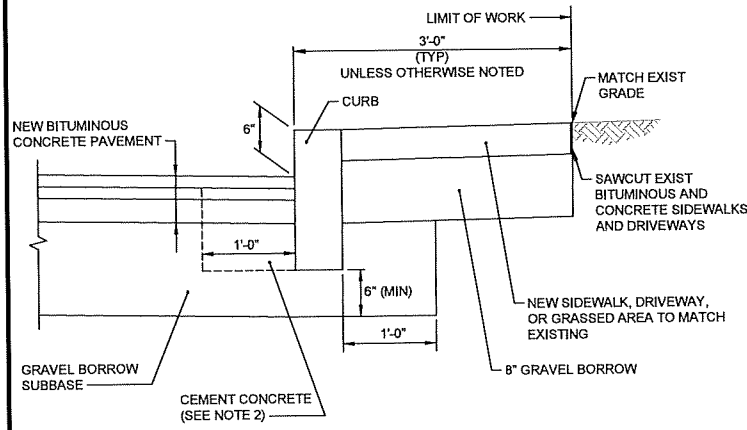 LIMIT OF WORK
3'-0"
(TYP)
UNLESS OTHERWISE NOTED
MATCH EXIST
GRADE
CURB
6"
NEW BITUMINOUS
CONCRETE PAVEMENT
SAWCUT EXIST
BITUMINOUS AND
CONCRETE SIDEWALKS
AND DRIVEWAYS
1'-0"
6" (MIN)
NEW SIDEWALK, DRIVEWAY,
OR GRASSED AREA TO MATCH
EXISTING
1'-0"
GRAVEL BORROW
SUBBASE
8" GRAVEL BORROW
CEMENT CONCRETE
(SEE NOTE 2)